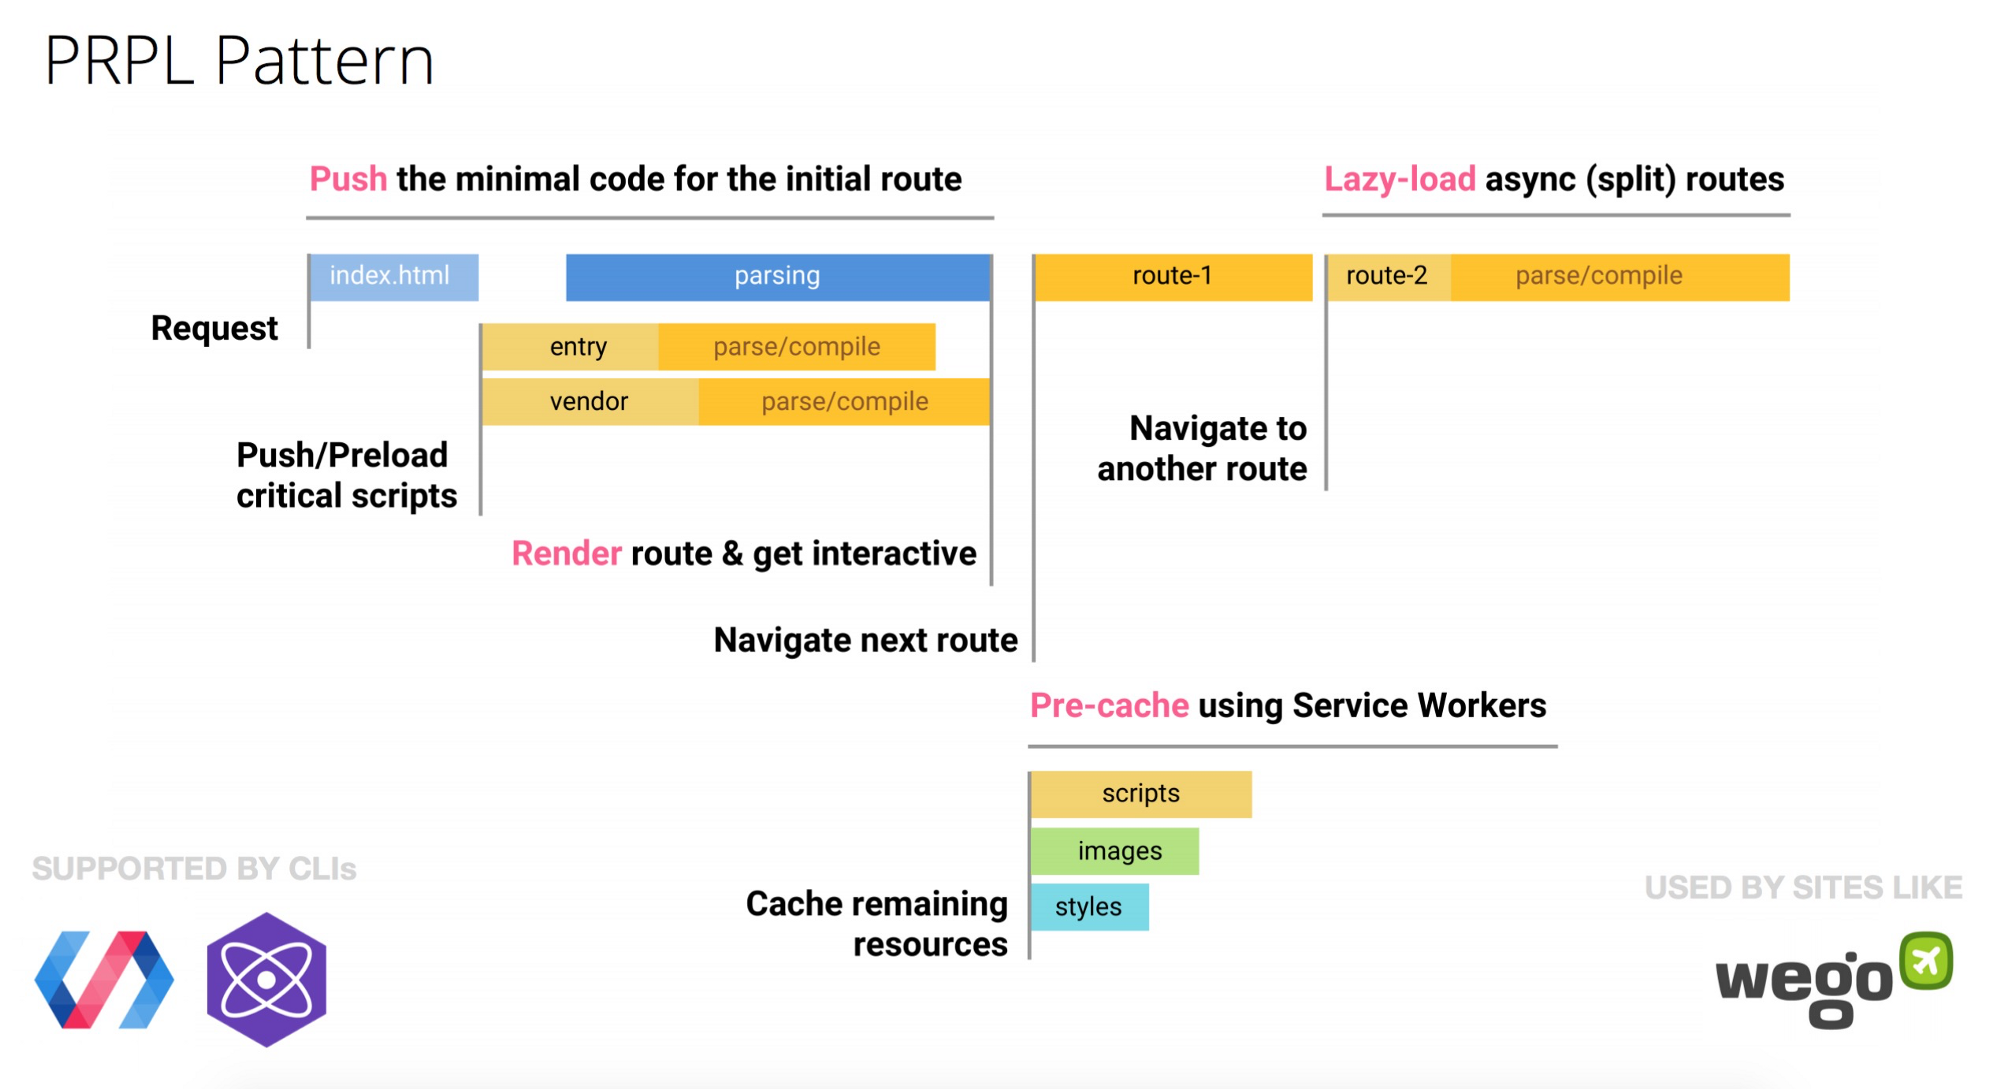 PRPL Pattern
Push the minimal code for the initial route
Lazy-load async (split) routes
index.html
parsing
route-1
route-2
parse/compile
Request
entry
parse/compile
vendor
parse/compile
Push/Preload
critical scripts
Navigate to
another route
Render route & get interactive
Navigate next route
Pre-cache using Service Workers
scripts
images
styles
Cache remaining
resources
SUPPORTED BY CLIs
USED BY SITES LIKE
wego